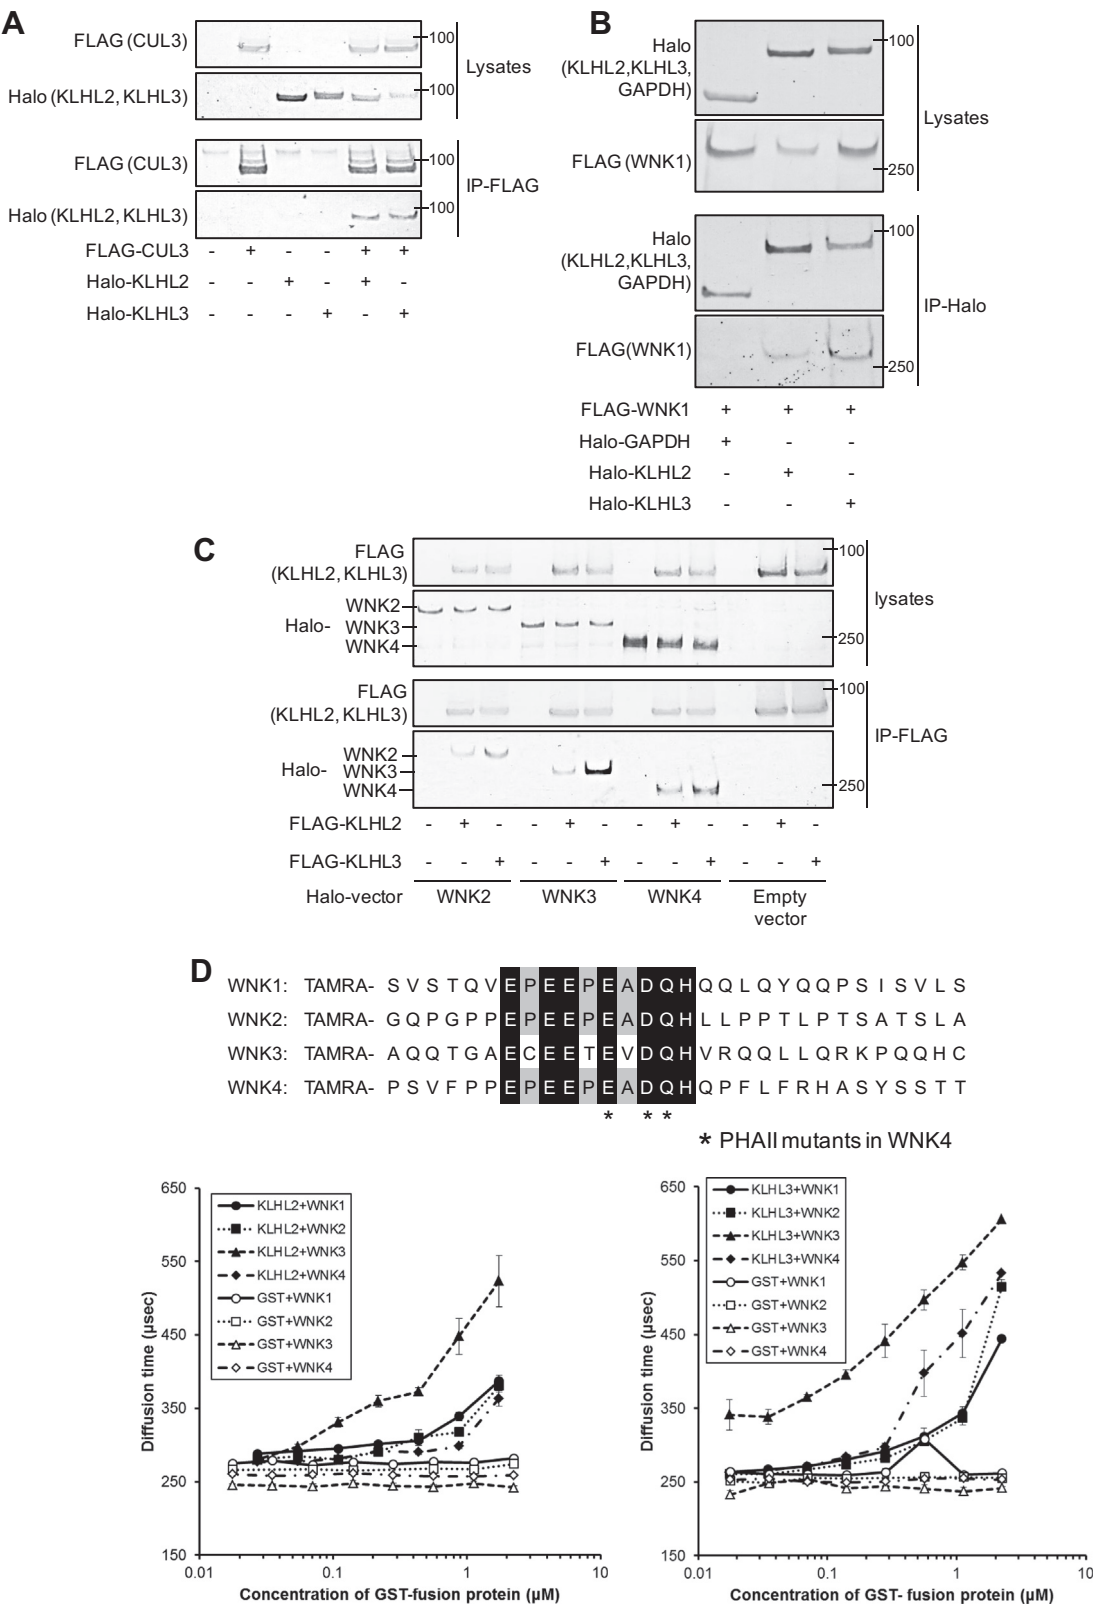 A
FLAG (CUL3)
100
Halo (KLHL2, KLHL3)
100
Lysates
FLAG (CUL3)
100
Halo (KLHL2, KLHL3)
100
IP-FLAG
FLAG-CUL3 - + - - + +
Halo-KLHL2 - - + - + -
Halo-KLHL3 - - - + - +
B
Halo
(KLHL2,KLHL3,
GAPDH)
100
FLAG (WNK1)
250
Lysates
Halo
(KLHL2,KLHL3,
GAPDH)
100
FLAG(WNK1)
250
IP-Halo
FLAG-WNK1 + + +
Halo-GAPDH + - -
Halo-KLHL2 - + -
Halo-KLHL3 - - +
C
FLAG
(KLHL2, KLHL3)
100
Halo-
WNK2
WNK3
WNK4
250
lysates
FLAG
(KLHL2, KLHL3)
100
Halo-
WNK2
WNK3
WNK4
250
IP-FLAG
FLAG-KLHL2 - + - - + - - + - - + -
FLAG-KLHL3 - - + - - + - - + - - +
Halo-vector WNK2 WNK3 WNK4 Empty
vector
D
WNK1: TAMRA- S V S T Q V E P E E P E A D Q H Q Q L Q Y Q Q P S I S V L S
WNK2: TAMRA- G Q P G P P E P E E P E A D Q H L L P P T L P T S A T S L A
WNK3: TAMRA- A Q Q T G A E C E E T E V D Q H V R Q Q L L Q R K P Q Q H C
WNK4: TAMRA- P S V F P P E P E E P E A D Q H Q P F L F R H A S Y S S T T
* * *
* PHAII mutants in WNK4
650
550
450
350
250
150
Diffusion time (µsec)
KLHL2+WNK1
KLHL2+WNK2
KLHL2+WNK3
KLHL2+WNK4
GST+WNK1
GST+WNK2
GST+WNK3
GST+WNK4
0.01 0.1 1 10
Concentration of GST-fusion protein (µM)
650
550
450
350
250
150
Diffusion time (µsec)
KLHL3+WNK1
KLHL3+WNK2
KLHL3+WNK3
KLHL3+WNK4
GST+WNK1
GST+WNK2
GST+WNK3
GST+WNK4
0.01 0.1 1 10
Concentration of GST- fusion protein (µM)